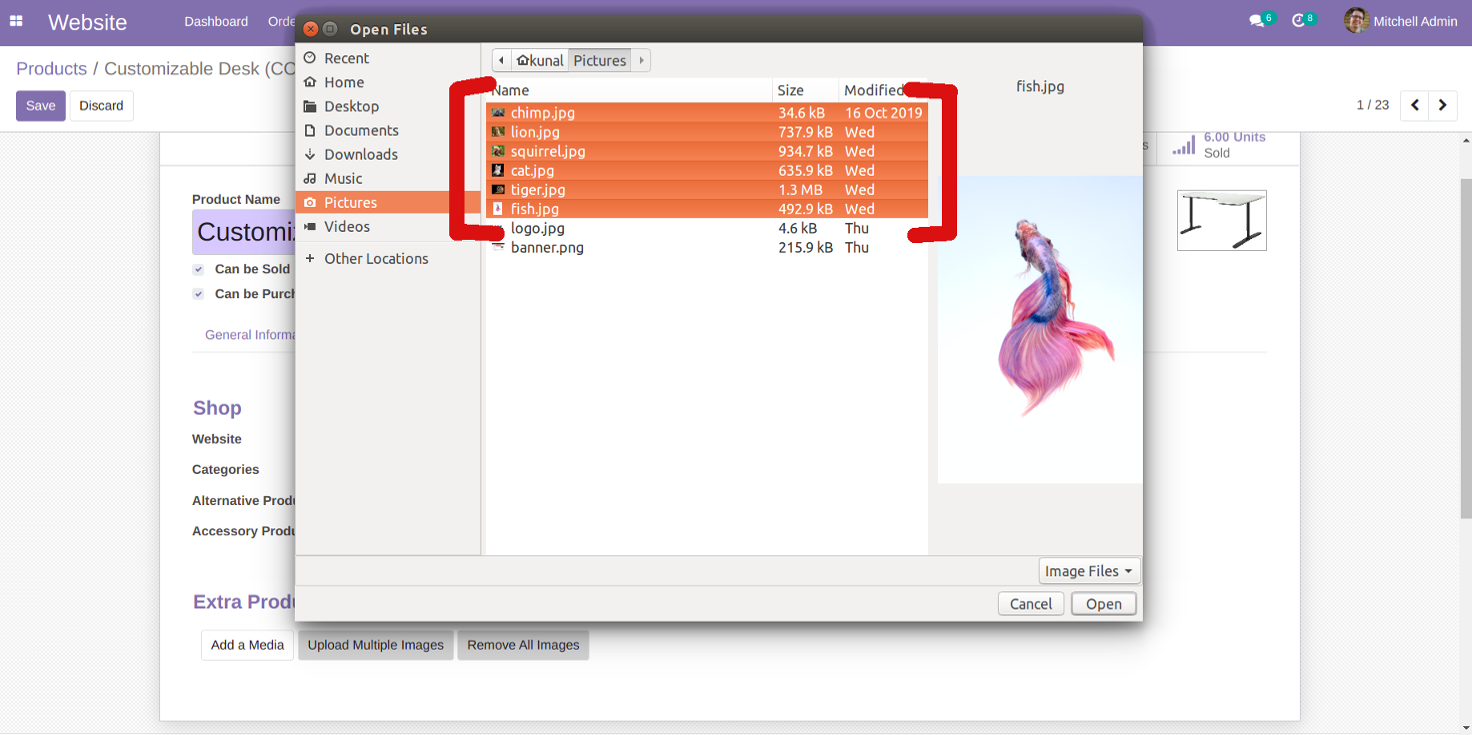 Website
Dashboard
Orde
6
8
Mitchell Admin
Products / Customizable Desk (CO
Save
Discard
1 / 23
6.00 Units
s
Sold
Product Name
Customiz
Can be Sold
Can be Purch
General Informa
Shop
Website
Categories
Alternative Produ
Accessory Produ
Extra Produ
Add a Media
Upload Multiple Images
Remove All Images
Open Files
Recent
Home
Desktop
Documents
Downloads
Music
Pictures
Videos
+ Other Locations
kunal
Pictures
Name Size Modified
chimp.jpg 34.6 kB 16 Oct 2019
lion.jpg 737.9 kB Wed
squirrel.jpg 934.7 kB Wed
cat.jpg 635.9 kB Wed
tiger.jpg 1.3 MB Wed
fish.jpg 492.9 kB Wed
logo.jpg 4.6 kB Thu
banner.png 215.9 kB Thu
fish.jpg
Image Files
Cancel
Open